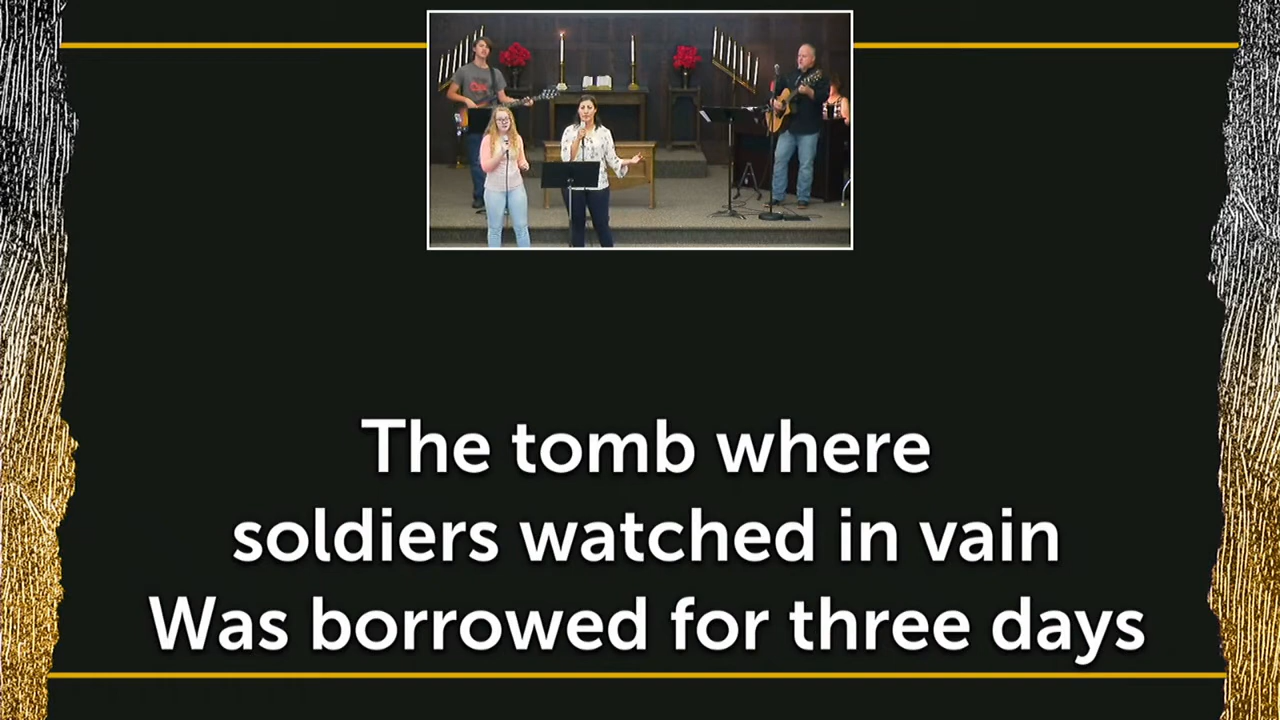 The tomb where
soldiers watched in vain
Was borrowed for three days